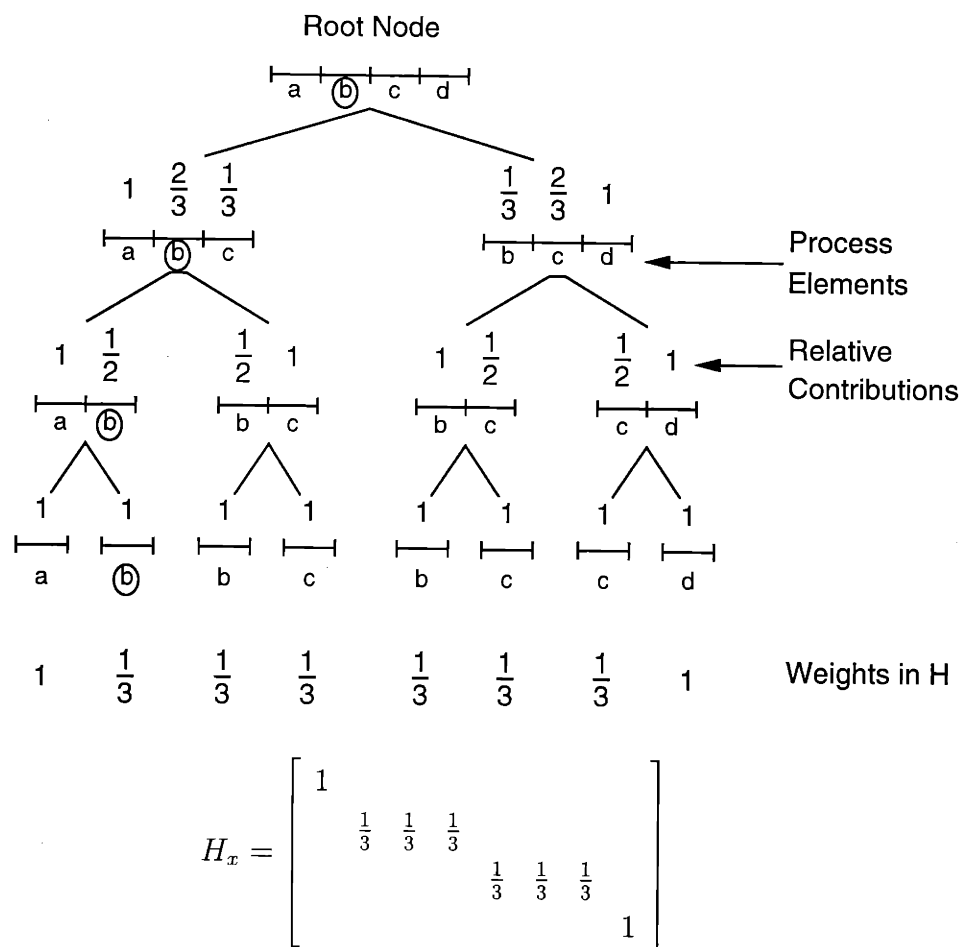 Root Node
a b c d
1 2/3 1/3 1/3 2/3 1
a b c b c d
Process
Elements
1 1/2 1/2 1 1 1/2 1/2 1
Relative
Contributions
a b b c b c c d
1 1 1 1 1 1 1 1
a b b c b c c d
1 1/3 1/3 1/3 1/3 1/3 1/3 1 Weights in H
1
1/3 1/3 1/3
H_x =
1/3 1/3 1/3
1